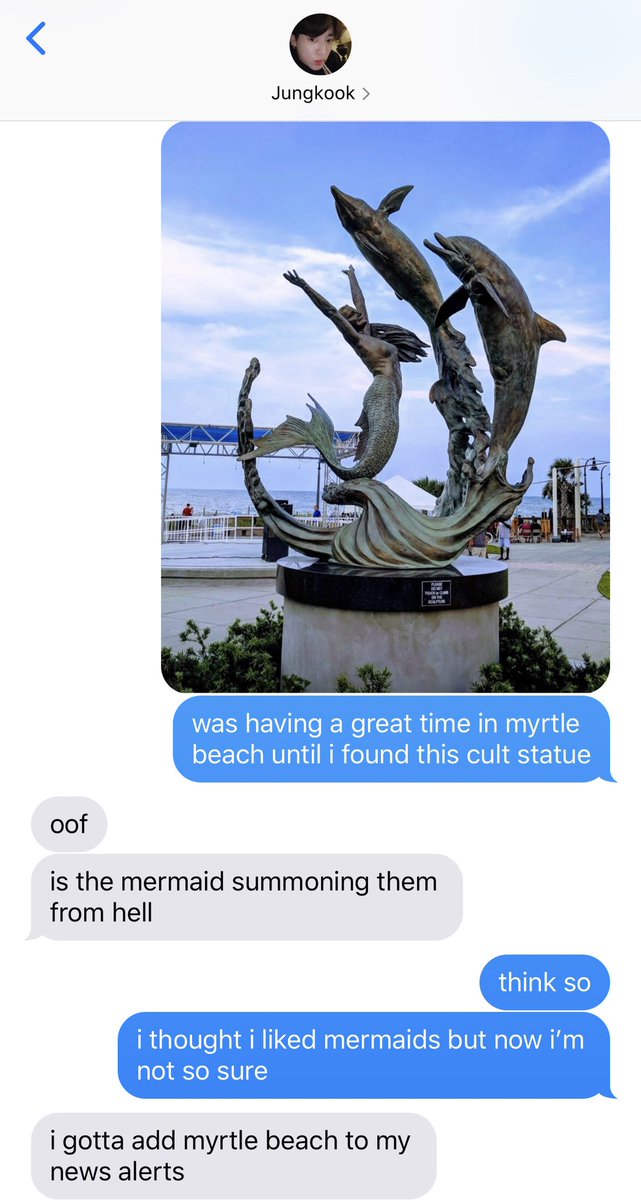 Jungkook
PLEASE
DO NOT
TOUCH or CLIMB
ON THE
SCULPTURE
was having a great time in myrtle
beach until i found this cult statue
oof
is the mermaid summoning them
from hell
think so
i thought i liked mermaids but now i’m
not so sure
i gotta add myrtle beach to my
news alerts